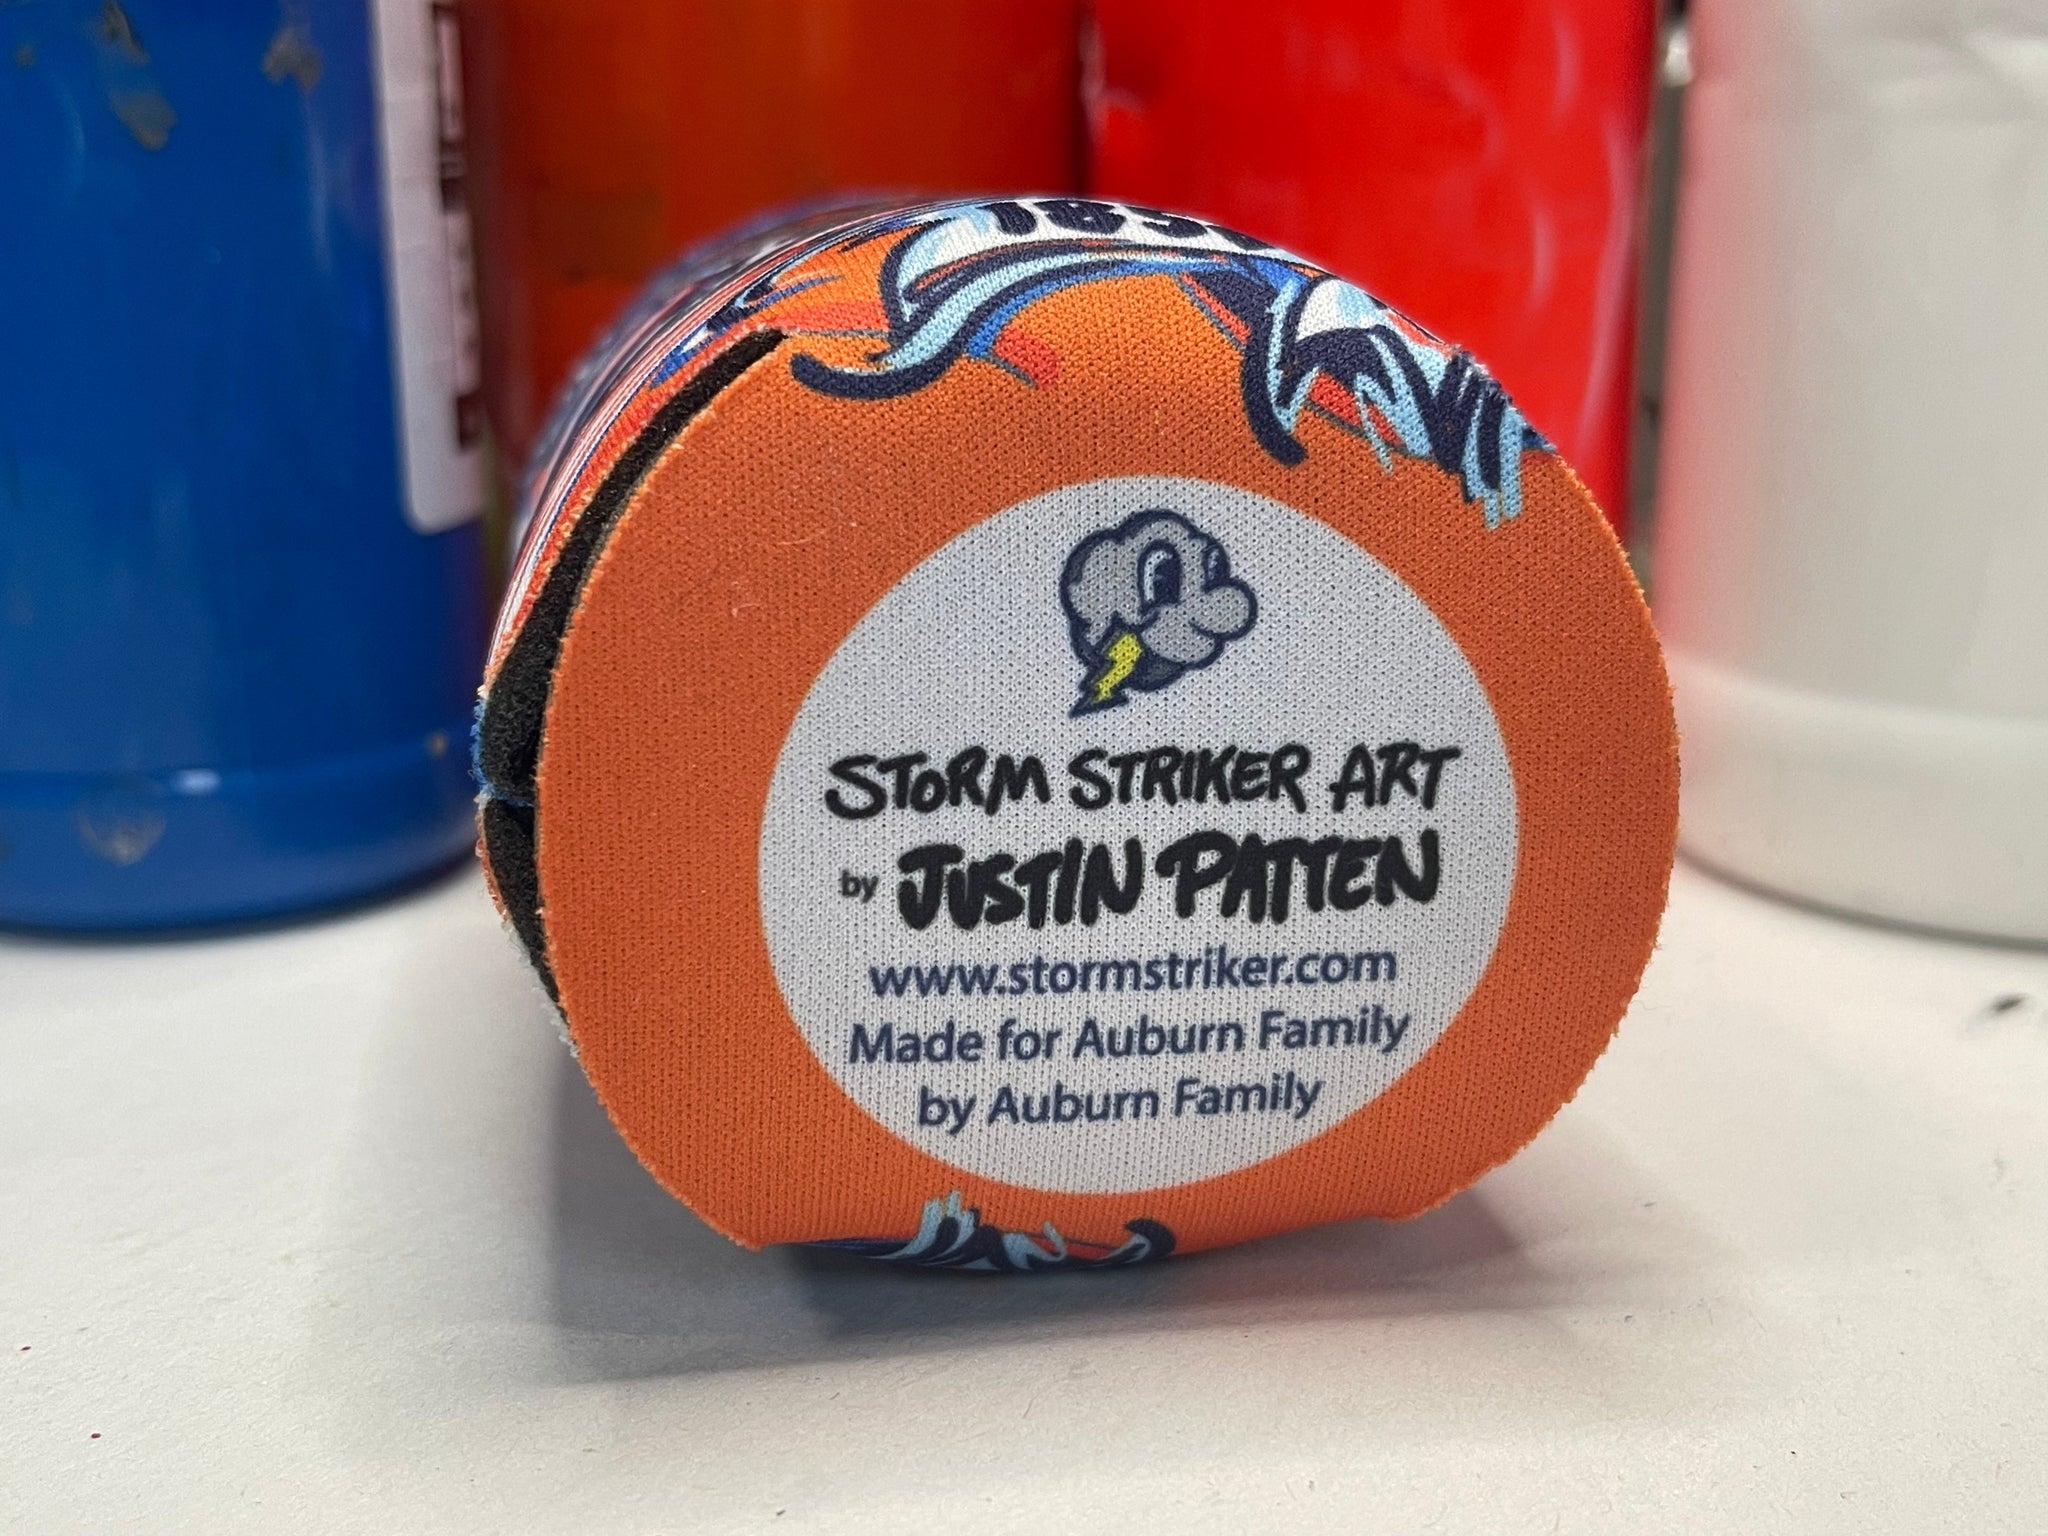 STORM STRIKER ART
by JUSTIN PATTEN
www.stormstriker.com
Made for Auburn Family
by Auburn Family